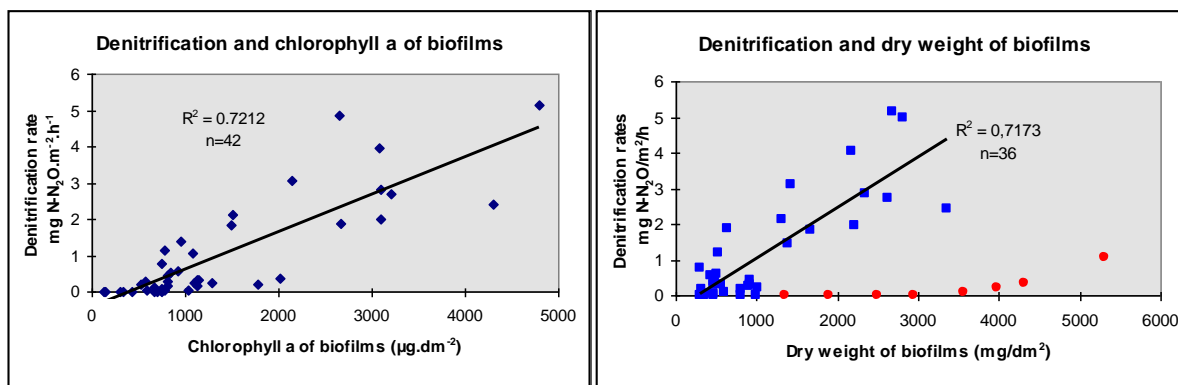 Denitrification and chlorophyll a of biofilms
R² = 0.7212
n=42
Denitrification rate
mg N-N₂O.m⁻².h⁻¹
6
5
4
3
2
1
0
0 1000 2000 3000 4000 5000
Chlorophyll a of biofilms (µg.dm⁻²)
Denitrification and dry weight of biofilms
R² = 0,7173
n=36
Denitrification rates
mg N-N₂O/m²/h
6
5
4
3
2
1
0
0 1000 2000 3000 4000 5000 6000
Dry weight of biofilms (mg/dm²)